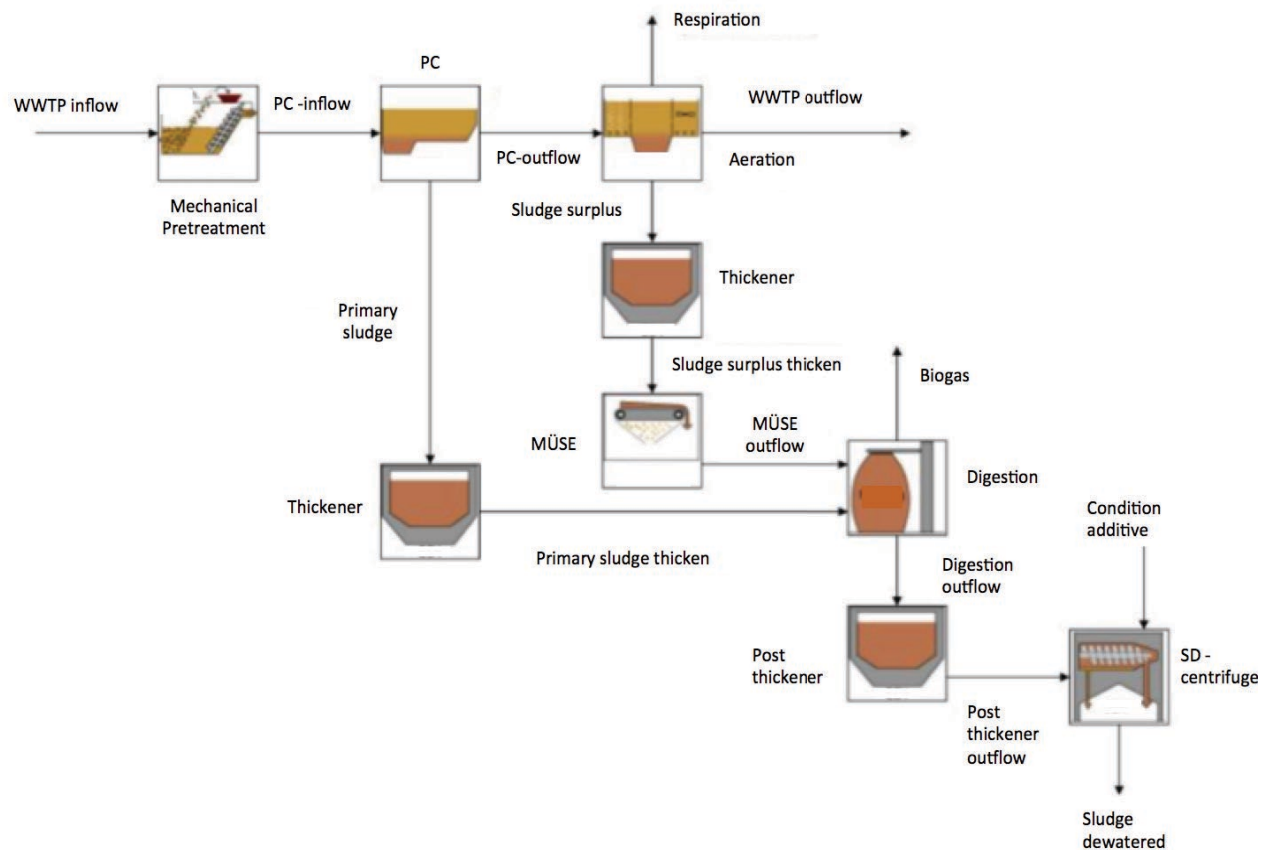 Respiration
PC
WWTP inflow
PC -inflow
WWTP outflow
PC-outflow
Aeration
Mechanical
Pretreatment
Sludge surplus
Thickener
Primary
sludge
Sludge surplus thicken
Biogas
MÜSE
MÜSE
outflow
Digestion
Thickener
Condition
additive
Primary sludge thicken
Digestion
outflow
Post
thickener
SD -
centrifuge
Post
thickener
outflow
Sludge
dewatered